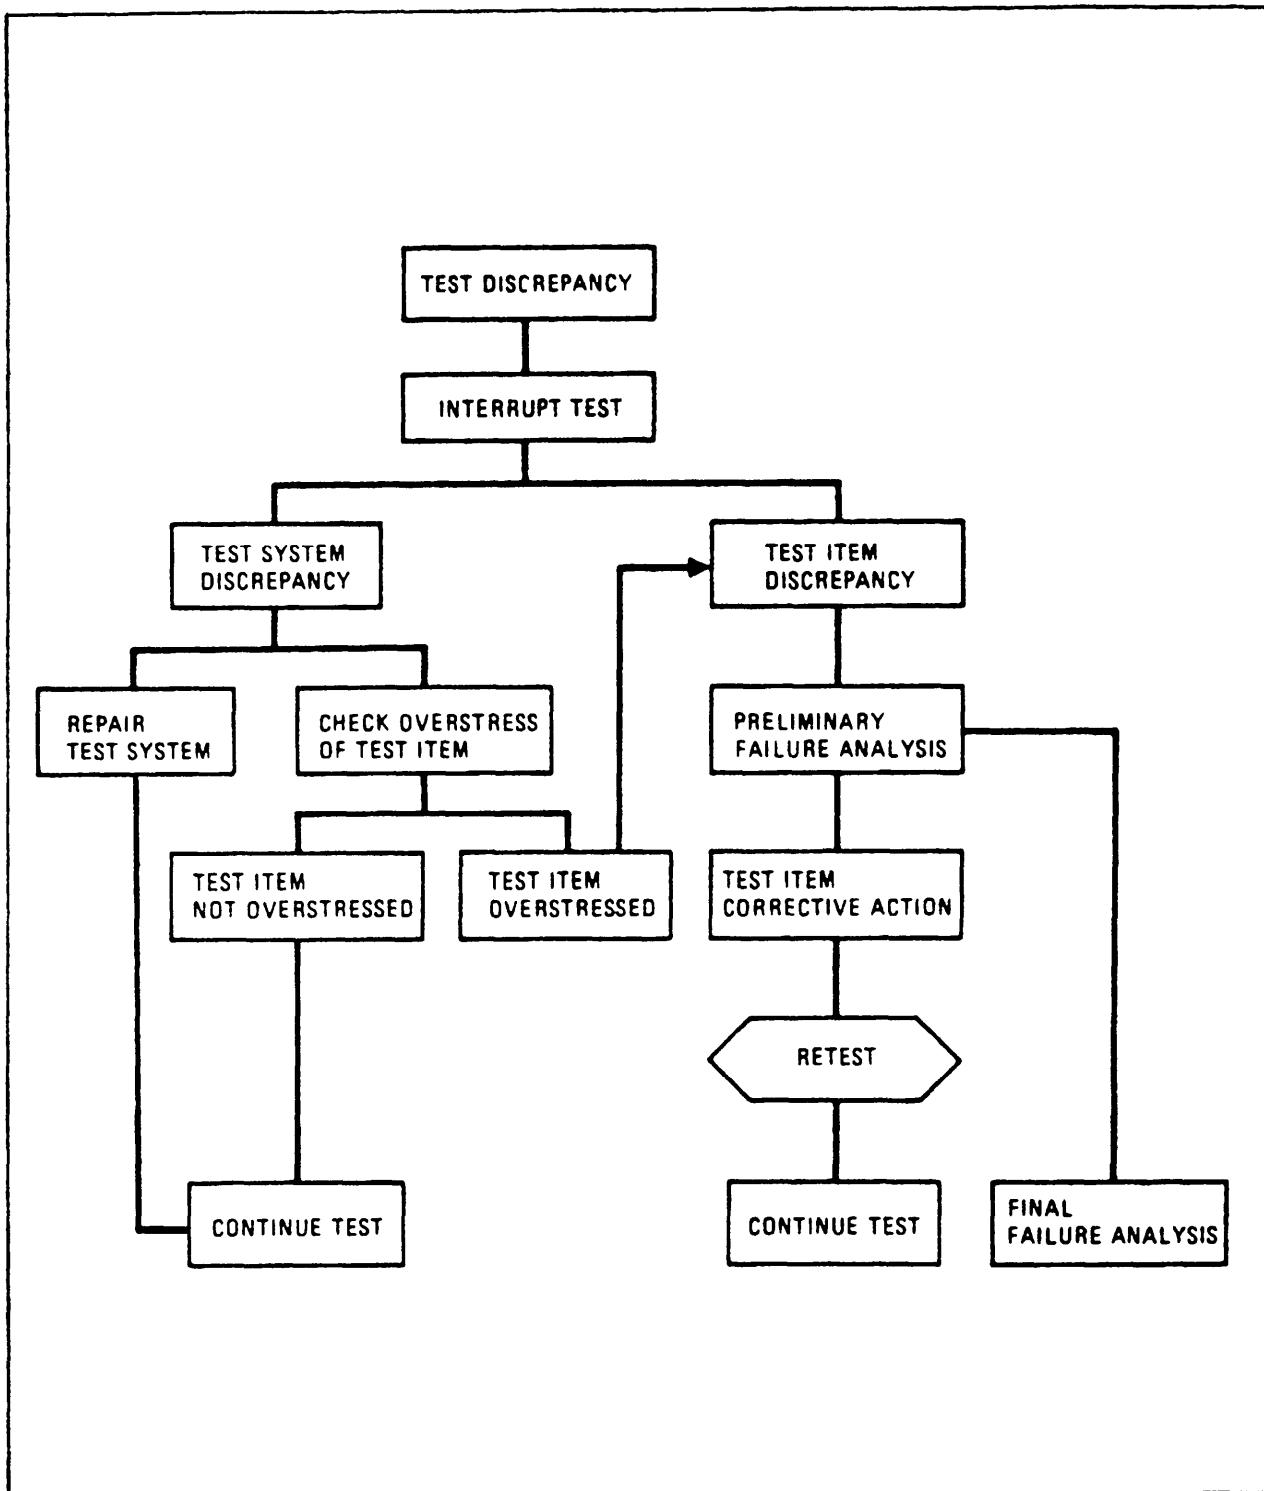 TEST DISCREPANCY
INTERRUPT TEST
TEST SYSTEM
DISCREPANCY
TEST ITEM
DISCREPANCY
REPAIR
TEST SYSTEM
CHECK OVERSTRESS
OF TEST ITEM
PRELIMINARY
FAILURE ANALYSIS
TEST ITEM
NOT OVERSTRESSED
TEST ITEM
OVERSTRESSED
TEST ITEM
CORRECTIVE ACTION
RETEST
CONTINUE TEST
CONTINUE TEST
FINAL
FAILURE ANALYSIS